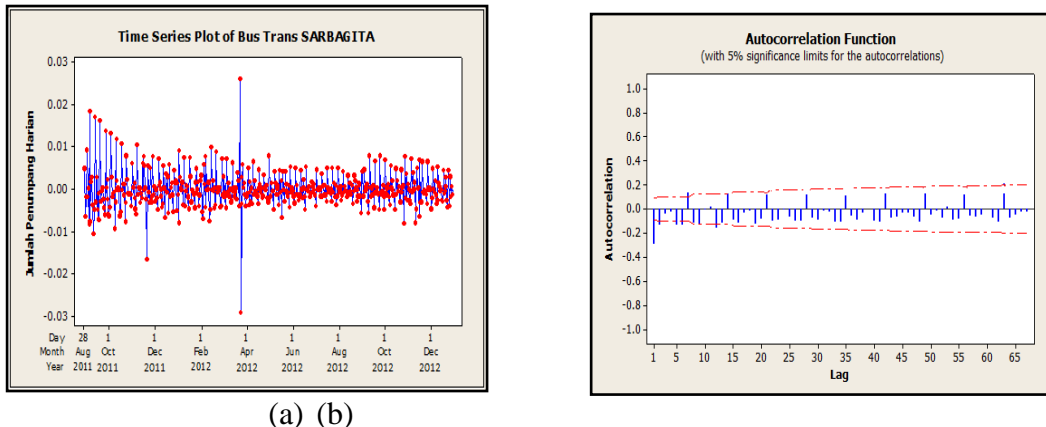 Time Series Plot of Bus Trans SARBAGITA
Jumlah Penumpang Harian
0.03
0.02
0.01
0.00
-0.01
-0.02
-0.03
Day 28 1 1 1 1 1 1 1 1
Month Aug Oct Dec Feb Apr Jun Aug Oct Dec
Year 2011 2011 2011 2012 2012 2012 2012 2012 2012
Autocorrelation Function
(with 5% significance limits for the autocorrelations)
Autocorrelation
1.0
0.8
0.6
0.4
0.2
0.0
-0.2
-0.4
-0.6
-0.8
-1.0
1 5 10 15 20 25 30 35 40 45 50 55 60 65
Lag
(a) (b)